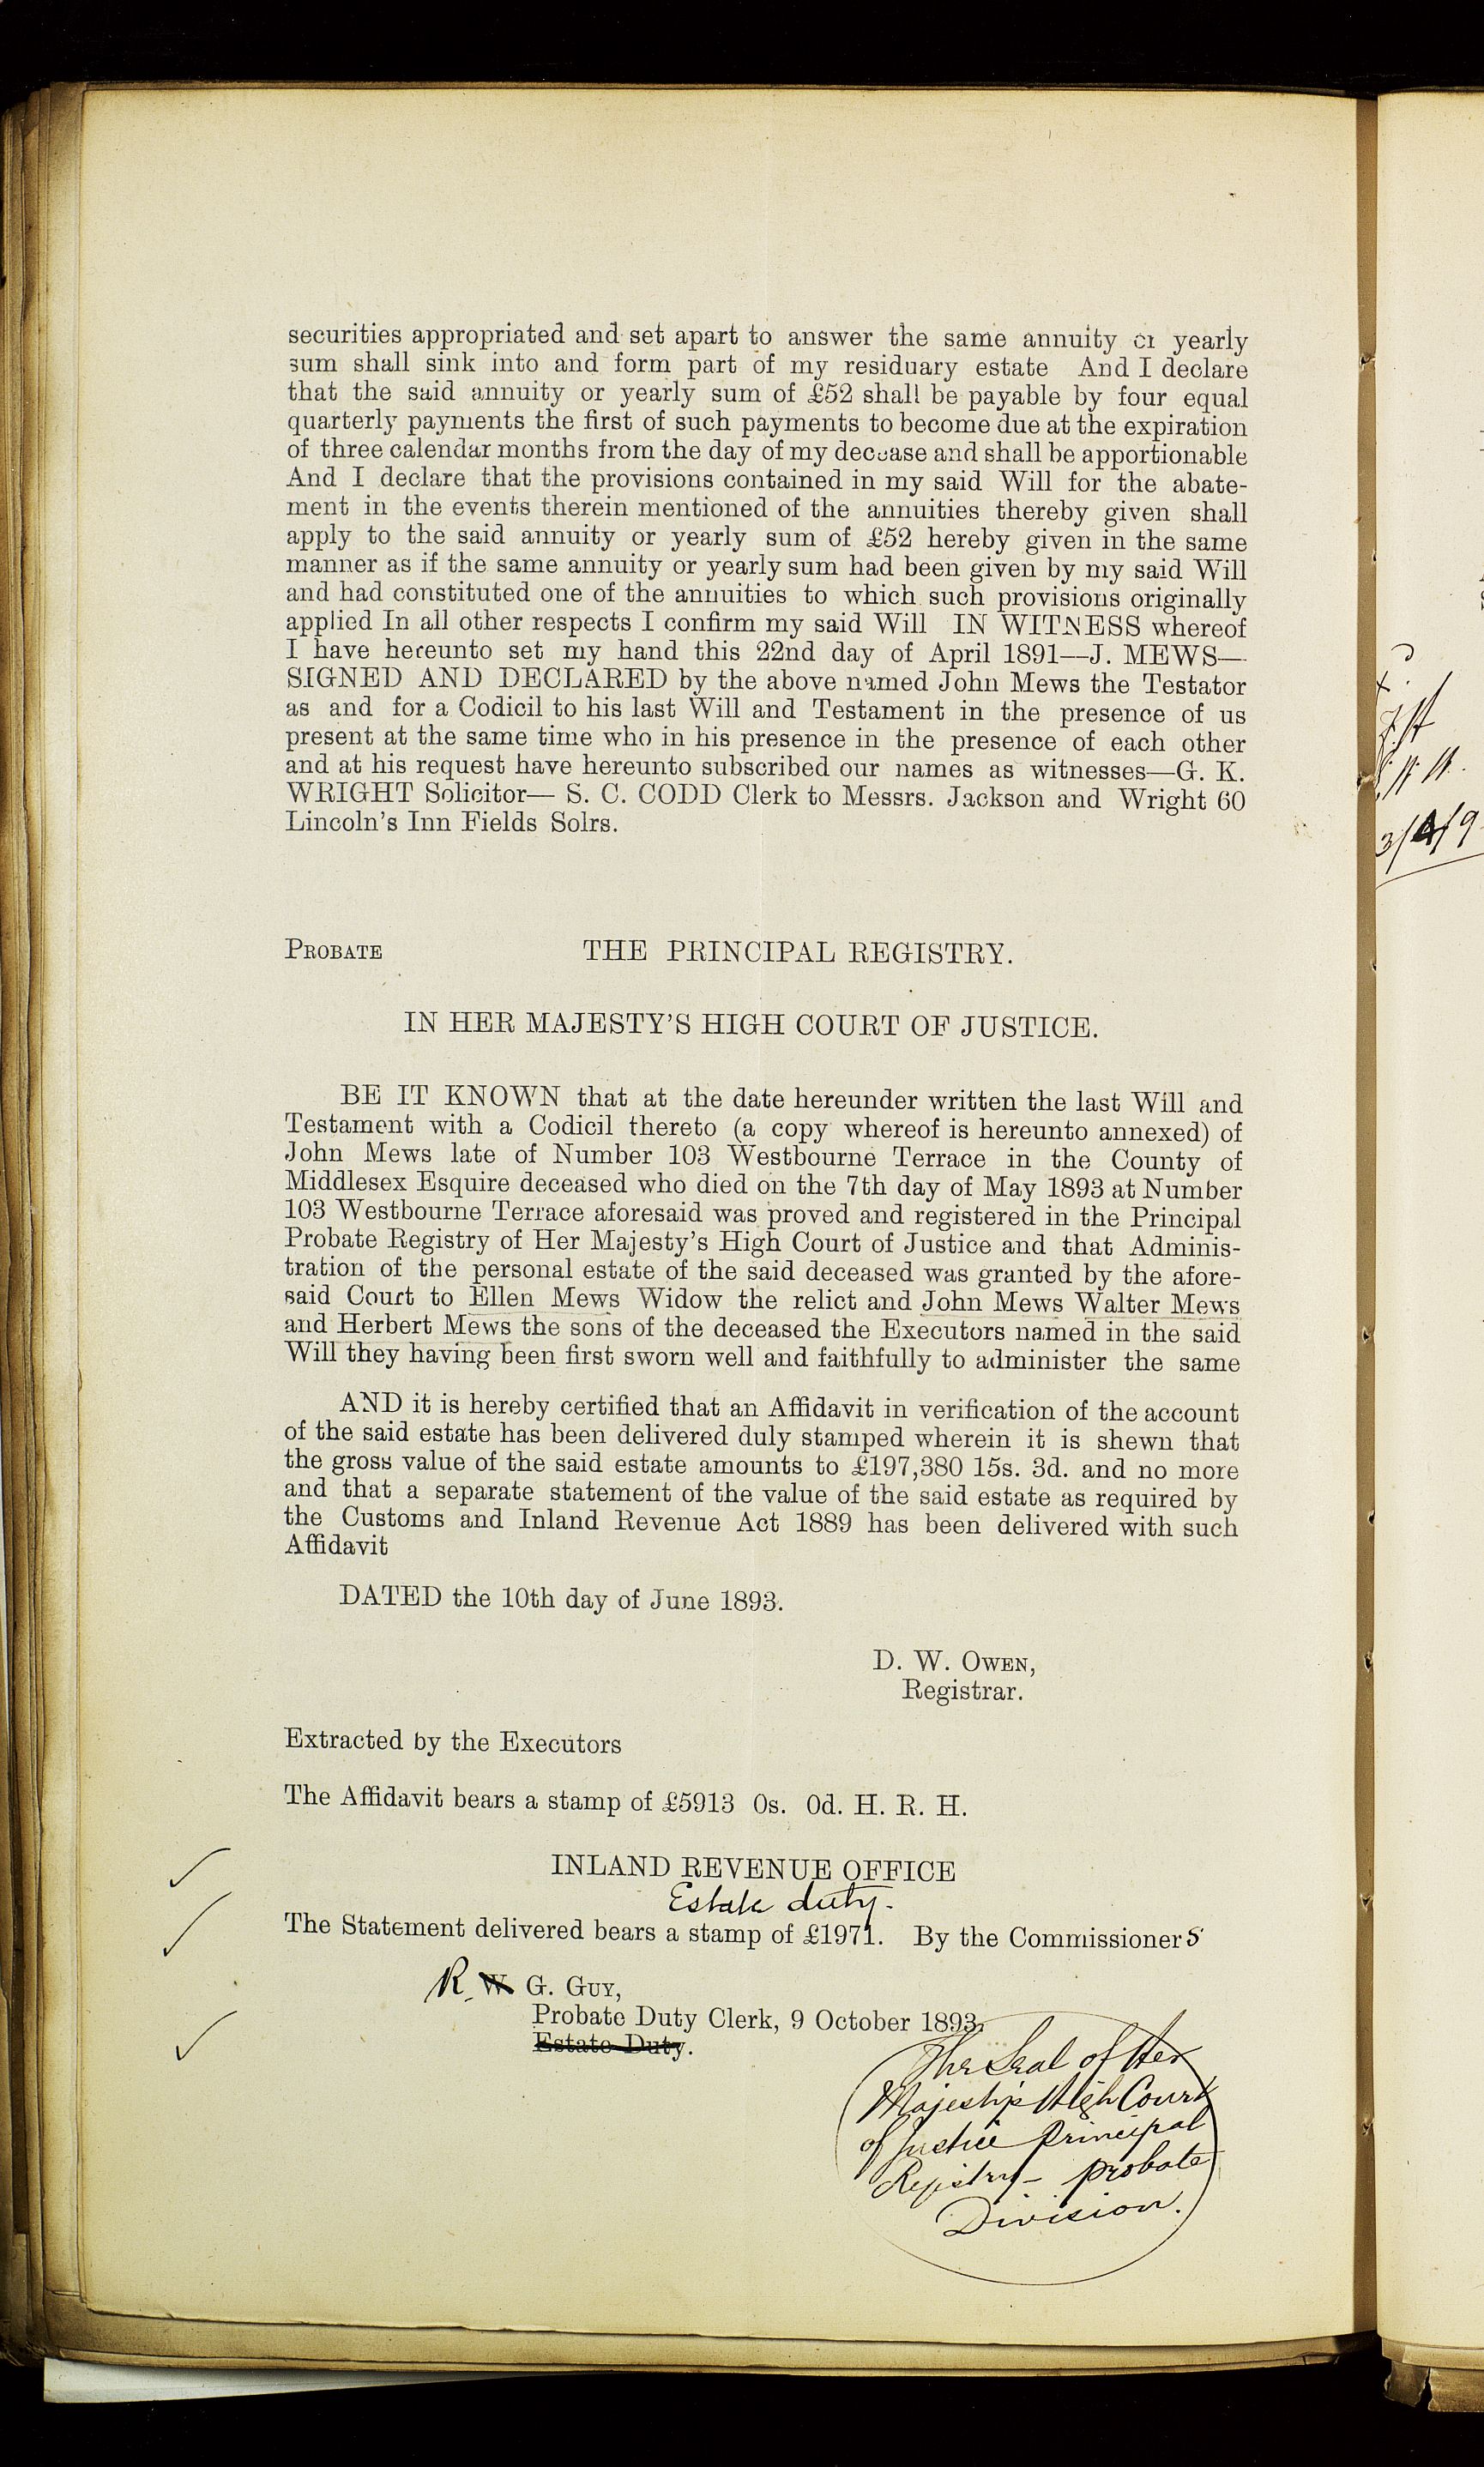 securities appropriated and set apart to answer the same annuity or yearly
sum shall sink into and form part of my residuary estate And I declare
that the said annuity or yearly sum of £52 shall be payable by four equal
quarterly payments the first of such payments to become due at the expiration
of three calendar months from the day of my decease and shall be apportionable
And I declare that the provisions contained in my said Will for the abate-
ment in the events therein mentioned of the annuities thereby given shall
apply to the said annuity or yearly sum of £52 hereby given in the same
manner as if the same annuity or yearly sum had been given by my said Will
and had constituted one of the annuities to which such provisions originally
applied In all other respects I confirm my said Will IN WITNESS whereof
I have hereunto set my hand this 22nd day of April 1891—J. MEWS—
SIGNED AND DECLARED by the above named John Mews the Testator
as and for a Codicil to his last Will and Testament in the presence of us
present at the same time who in his presence in the presence of each other
and at his request have hereunto subscribed our names as witnesses—G. K.
WRIGHT Solicitor— S. C. CODD Clerk to Messrs. Jackson and Wright 60
Lincoln's Inn Fields Solrs.
PROBATE THE PRINCIPAL REGISTRY.
IN HER MAJESTY'S HIGH COURT OF JUSTICE.
BE IT KNOWN that at the date hereunder written the last Will and
Testament with a Codicil thereto (a copy whereof is hereunto annexed) of
John Mews late of Number 103 Westbourne Terrace in the County of
Middlesex Esquire deceased who died on the 7th day of May 1893 at Number
103 Westbourne Terrace aforesaid was proved and registered in the Principal
Probate Registry of Her Majesty's High Court of Justice and that Adminis-
tration of the personal estate of the said deceased was granted by the afore-
said Court to Ellen Mews Widow the relict and John Mews Walter Mews
and Herbert Mews the sons of the deceased the Executors named in the said
Will they having been first sworn well and faithfully to administer the same
AND it is hereby certified that an Affidavit in verification of the account
of the said estate has been delivered duly stamped wherein it is shewn that
the gross value of the said estate amounts to £197,380 15s. 3d. and no more
and that a separate statement of the value of the said estate as required by
the Customs and Inland Revenue Act 1889 has been delivered with such
Affidavit
DATED the 10th day of June 1893.
D. W. OWEN,
Registrar.
Extracted by the Executors
The Affidavit bears a stamp of £5913 0s. 0d. H. R. H.
INLAND REVENUE OFFICE
Estate duty.
The Statement delivered bears a stamp of £1971. By the Commissioners
R. W. G. GUY,
Probate Duty Clerk, 9 October 1893.
Estate Duty.
The Seal of Her
Majesty's High Court
of Justice Principal
Registry - probate
Division.